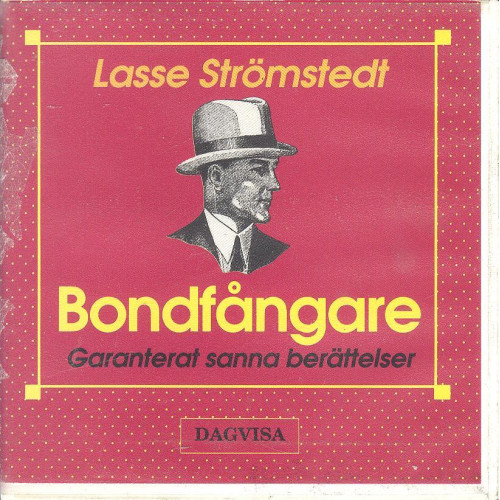 Lasse Strömstedt
Bondfångare
Garanterat sanna berättelser
DAGVISA